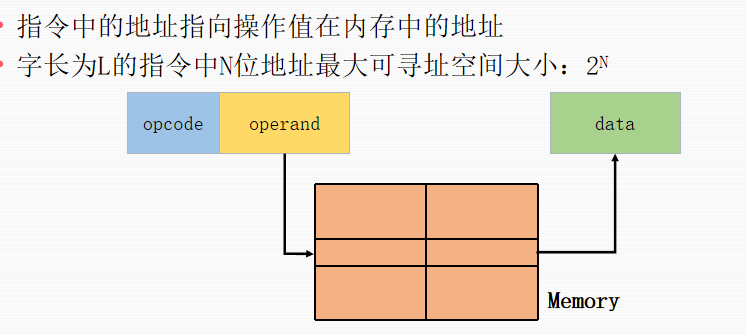 • 指令中的地址指向操作值在内存中的地址
• 字长为L的指令中N位地址最大可寻址空间大小：2ᴺ
opcode operand data
Memory